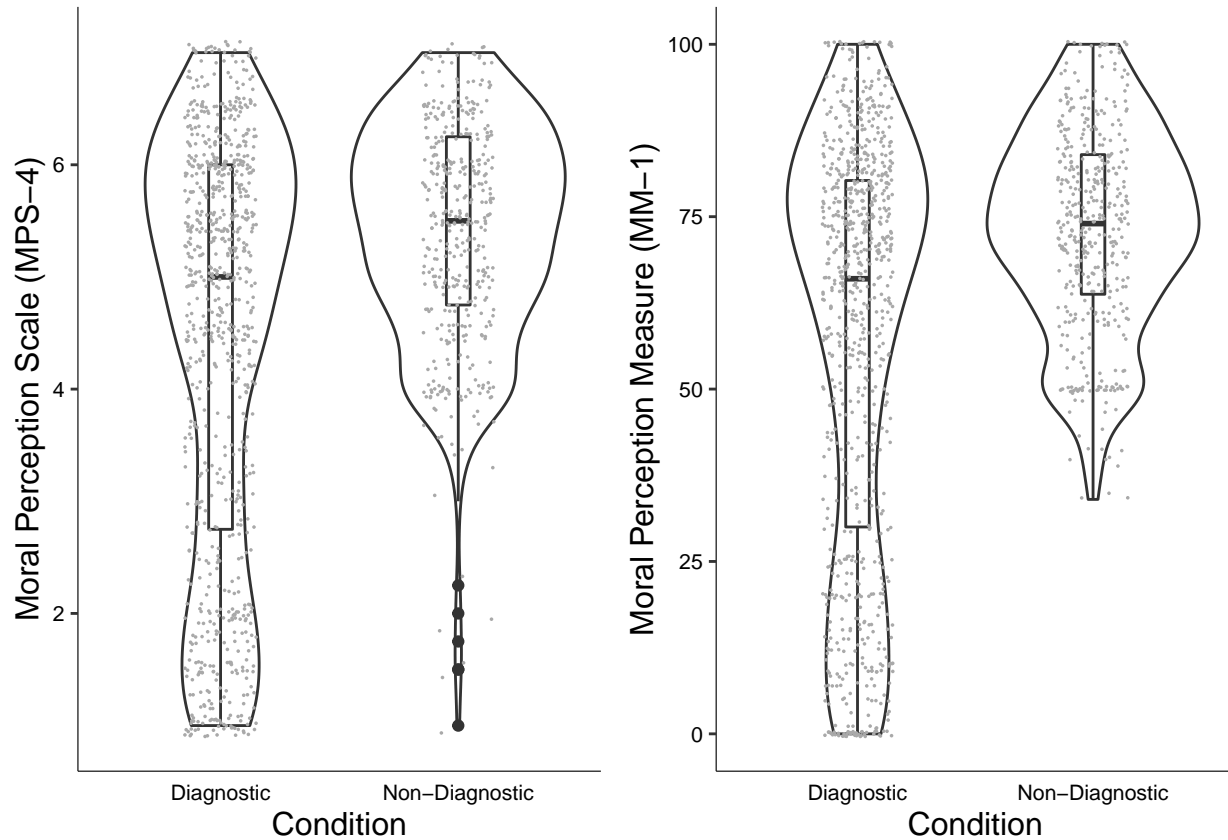 Moral Perception Scale (MPS−4)
6
4
2
Diagnostic
Non−Diagnostic
Condition
Moral Perception Measure (MM−1)
100
75
50
25
0
Diagnostic
Non−Diagnostic
Condition